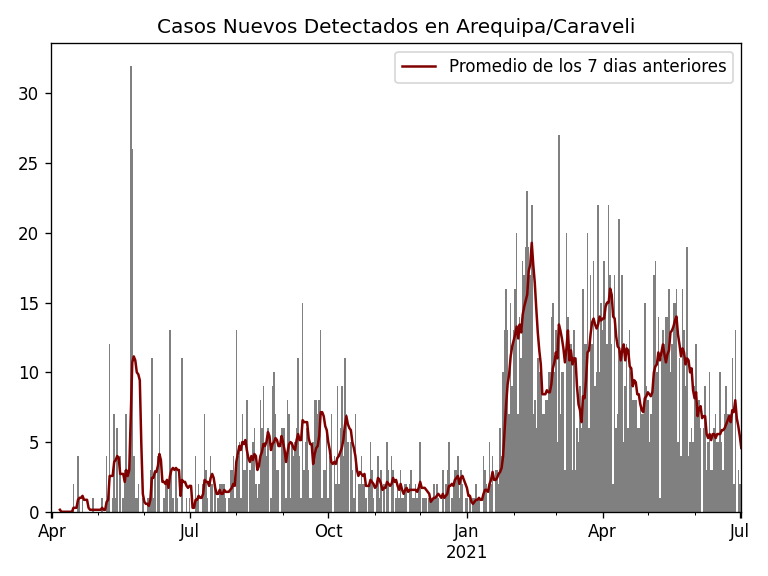 Casos Nuevos Detectados en Arequipa/Caraveli
Promedio de los 7 dias anteriores
30
25
20
15
10
5
0
Apr Jul Oct Jan Apr Jul
2021